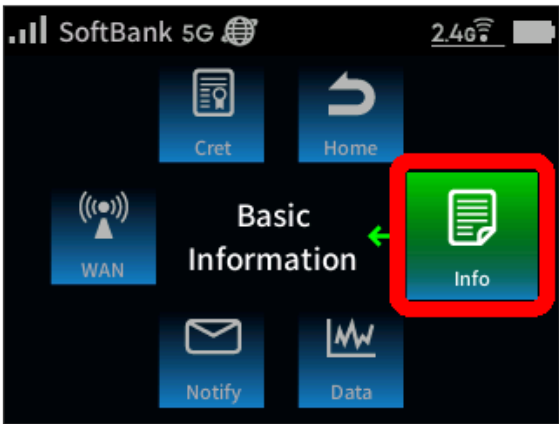 SoftBank 5G 2.4G
Cret Home
WAN
Basic
Information
Info
Notify Data